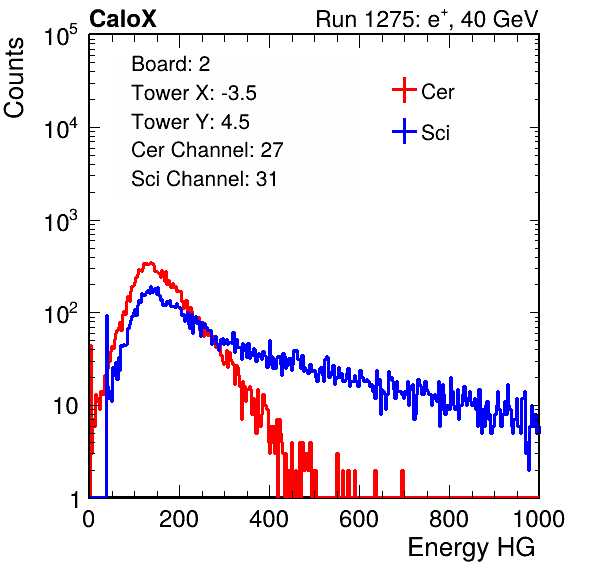 CaloX
Run 1275: e+, 40 GeV
Counts
Board: 2
Tower X: -3.5
Tower Y: 4.5
Cer Channel: 27
Sci Channel: 31
Cer
Sci
10^5
10^4
10^3
10^2
10
1
0 200 400 600 800 1000
Energy HG